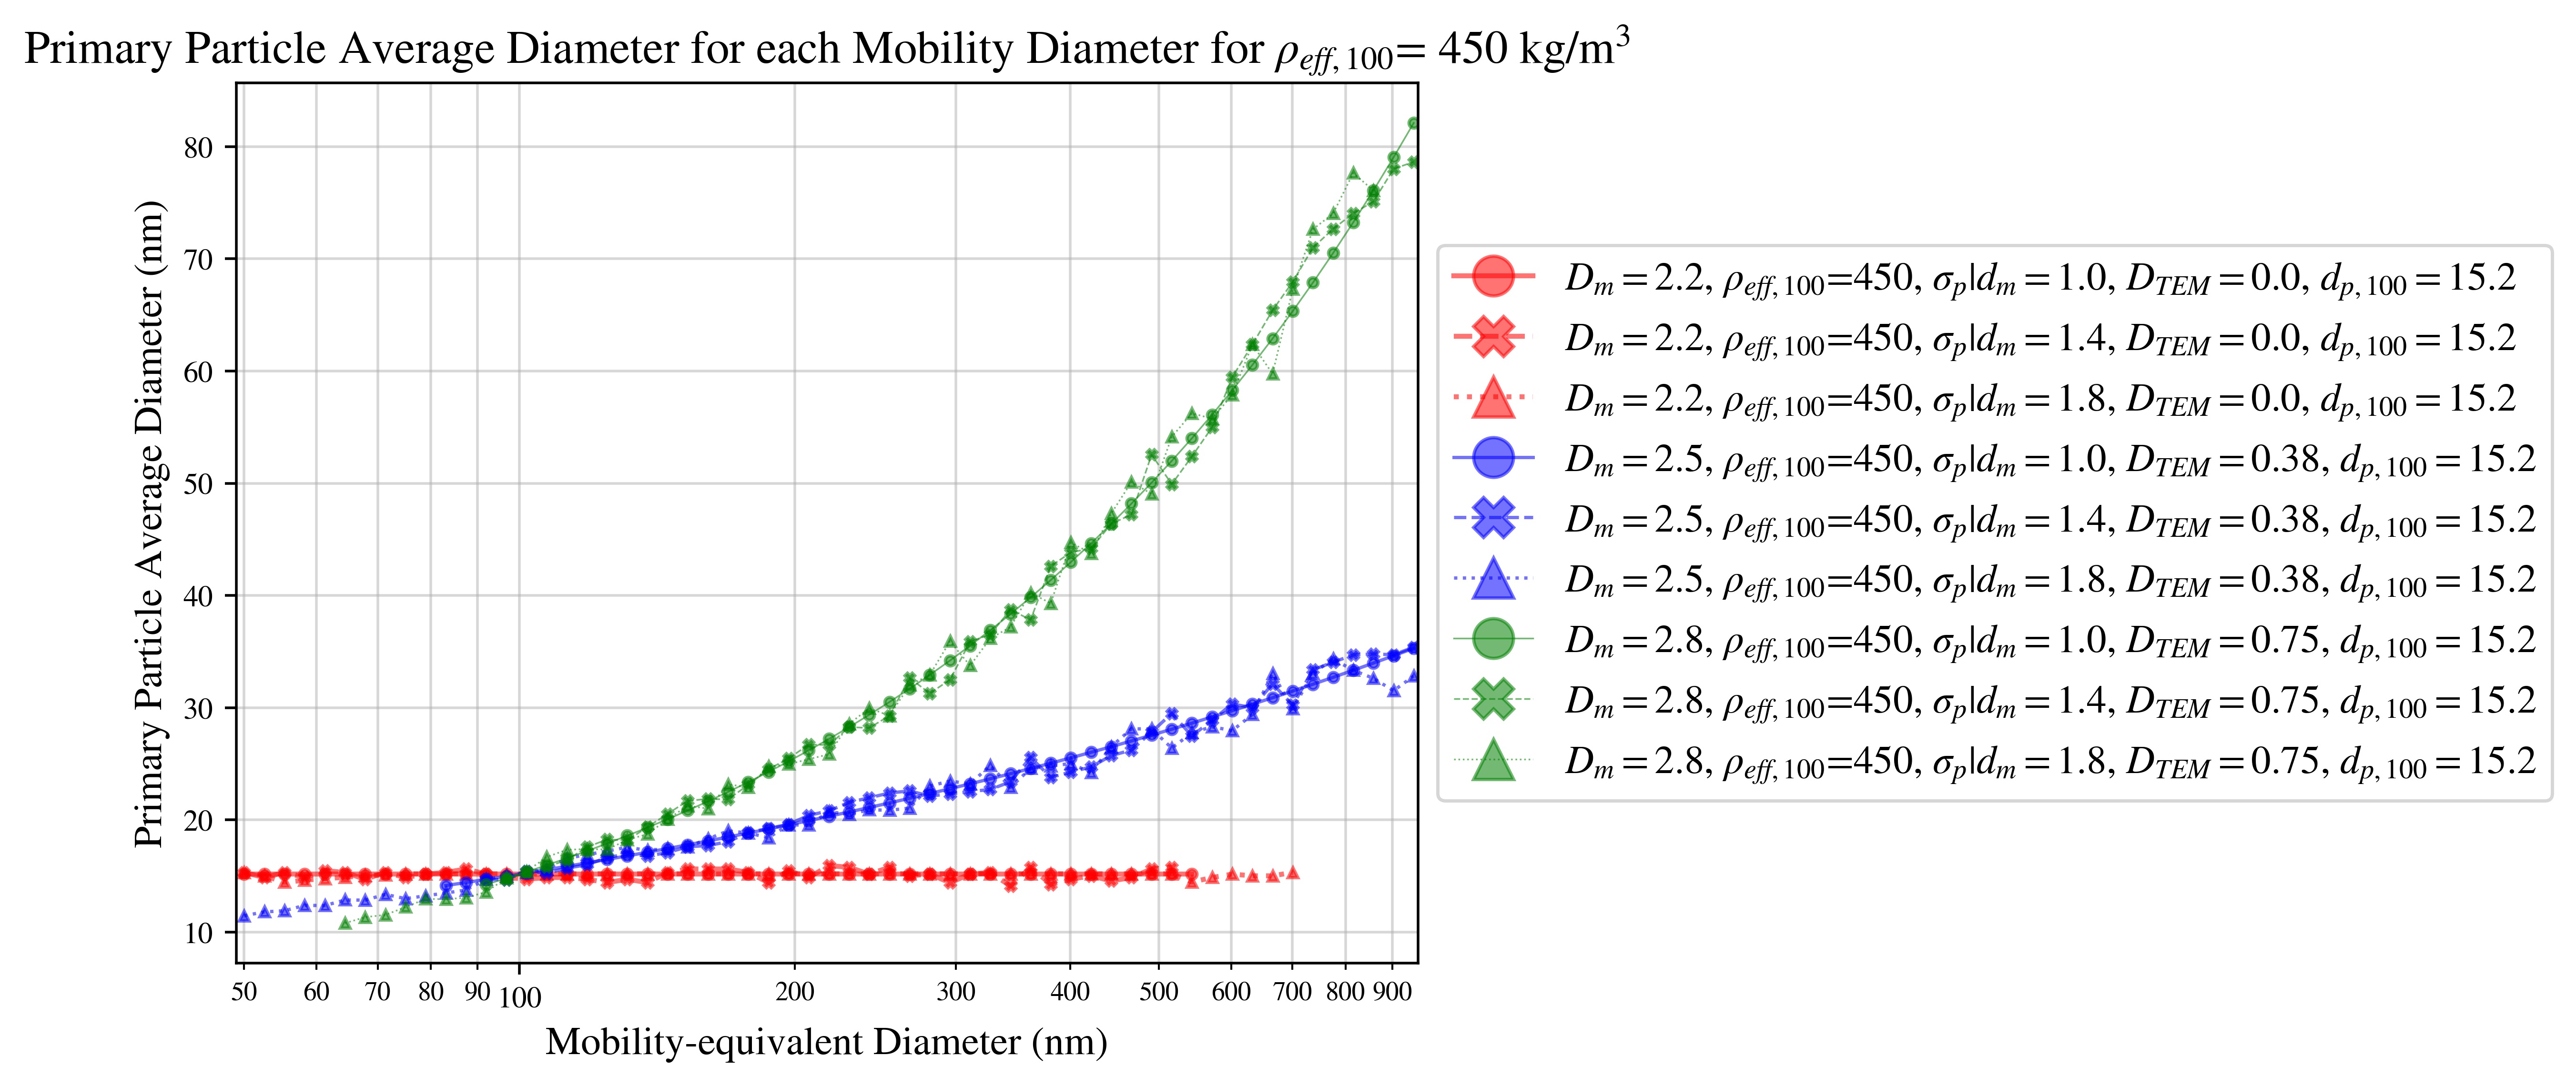 Primary Particle Average Diameter for each Mobility Diameter for ρeff,100= 450 kg/m³
Primary Particle Average Diameter (nm)
80
70
60
50
40
30
20
10
50 60 70 80 90 100 200 300 400 500 600 700 800 900
Mobility-equivalent Diameter (nm)
Dm = 2.2, ρeff,100=450, σp|dm = 1.0, DTEM = 0.0, dp,100 = 15.2
Dm = 2.2, ρeff,100=450, σp|dm = 1.4, DTEM = 0.0, dp,100 = 15.2
Dm = 2.2, ρeff,100=450, σp|dm = 1.8, DTEM = 0.0, dp,100 = 15.2
Dm = 2.5, ρeff,100=450, σp|dm = 1.0, DTEM = 0.38, dp,100 = 15.2
Dm = 2.5, ρeff,100=450, σp|dm = 1.4, DTEM = 0.38, dp,100 = 15.2
Dm = 2.5, ρeff,100=450, σp|dm = 1.8, DTEM = 0.38, dp,100 = 15.2
Dm = 2.8, ρeff,100=450, σp|dm = 1.0, DTEM = 0.75, dp,100 = 15.2
Dm = 2.8, ρeff,100=450, σp|dm = 1.4, DTEM = 0.75, dp,100 = 15.2
Dm = 2.8, ρeff,100=450, σp|dm = 1.8, DTEM = 0.75, dp,100 = 15.2